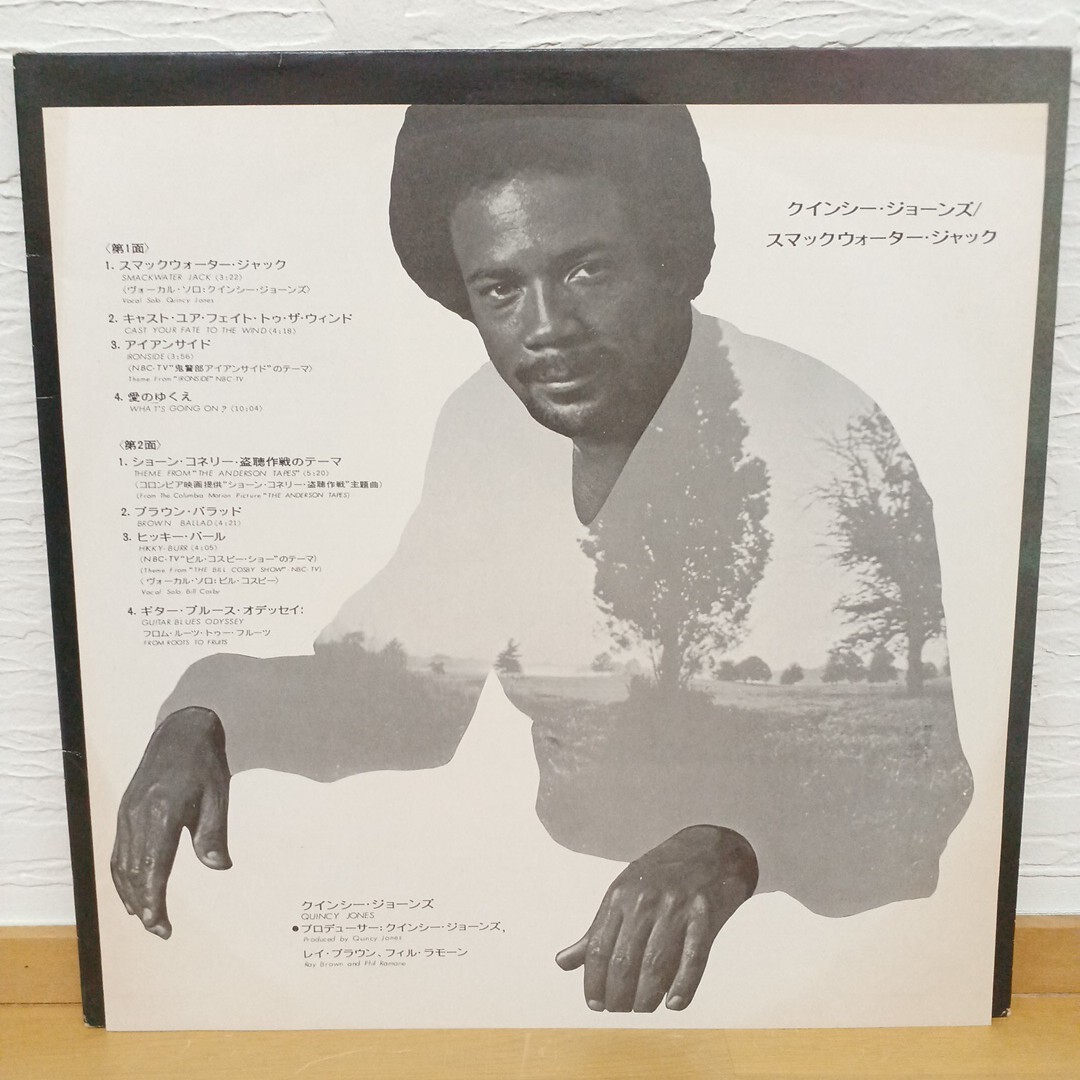 クインシー・ジョーンズ/
スマックウォーター・ジャック
〈第1面〉
1. スマックウォーター・ジャック
SMACKWATER JACK (3:22)
(ヴォーカル・ソロ:クインシー・ジョーンズ)
Vocal Solo Quincy Jones
2. キャスト・ユア・フェイト・トゥ・ザ・ウィンド
CAST YOUR FATE TO THE WIND (4:18)
3. アイアンサイド
IRONSIDE (3:56)
(NBC-TV"鬼警部アイアンサイド"のテーマ)
Theme From "IRONSIDE" NBC-TV
4. 愛のゆくえ
WHAT'S GOING ON? (10:04)
〈第2面〉
1. ショーン・コネリー・盗聴作戦のテーマ
THEME FROM "THE ANDERSON TAPES" (5:20)
(コロンビア映画提供"ショーン・コネリー・盗聴作戦"主題曲)
(From The Columbia Motion Picture "THE ANDERSON TAPES)
2. ブラウン・バラッド
BROWN BALLAD (4:21)
3. ヒッキー・バール
HIKKY-BURR (4:05)
(NBC-TV"ビル・コスビー・ショー"のテーマ)
(Theme From "THE BILL COSBY SHOW" NBC-TV)
(ヴォーカル・ソロ:ビル・コスビー)
Vocal Solo. Bill Cosby
4. ギター・ブルース・オデッセイ:
GUITAR BLUES ODYSSEY
フロム・ルーツ・トゥー・フルーツ
FROM ROOTS TO FRUITS
クインシー・ジョーンズ
QUINCY JONES
●プロデューサー:クインシー・ジョーンズ,
Produced by Quincy Jones
レイ・ブラウン、フィル・ラモーン
Ray Brown and Phil Ramone